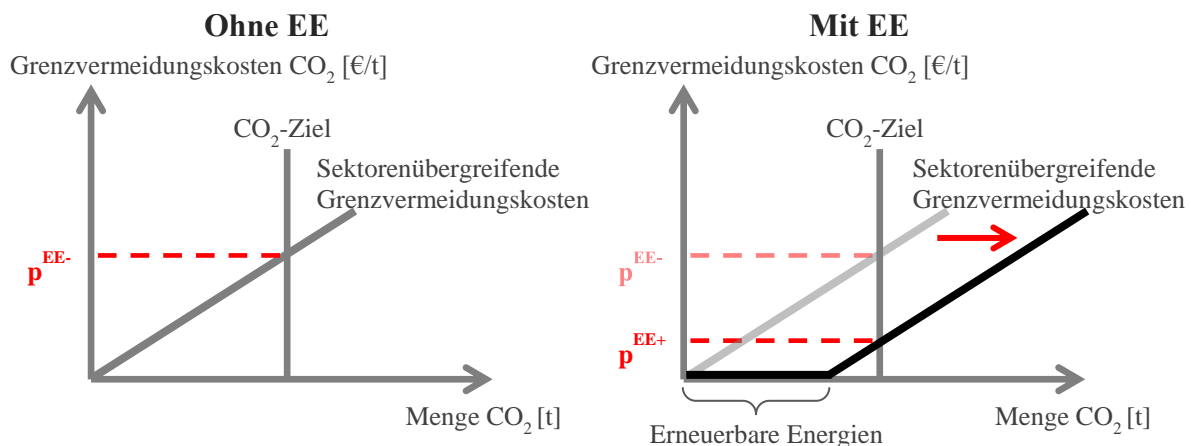 Ohne EE
Grenzvermeidungskosten CO2 [€/t]
CO2-Ziel
Sektorenübergreifende
Grenzvermeidungskosten
pEE-
Menge CO2 [t]
Mit EE
Grenzvermeidungskosten CO2 [€/t]
CO2-Ziel
Sektorenübergreifende
Grenzvermeidungskosten
pEE-
pEE+
Menge CO2 [t]
Erneuerbare Energien